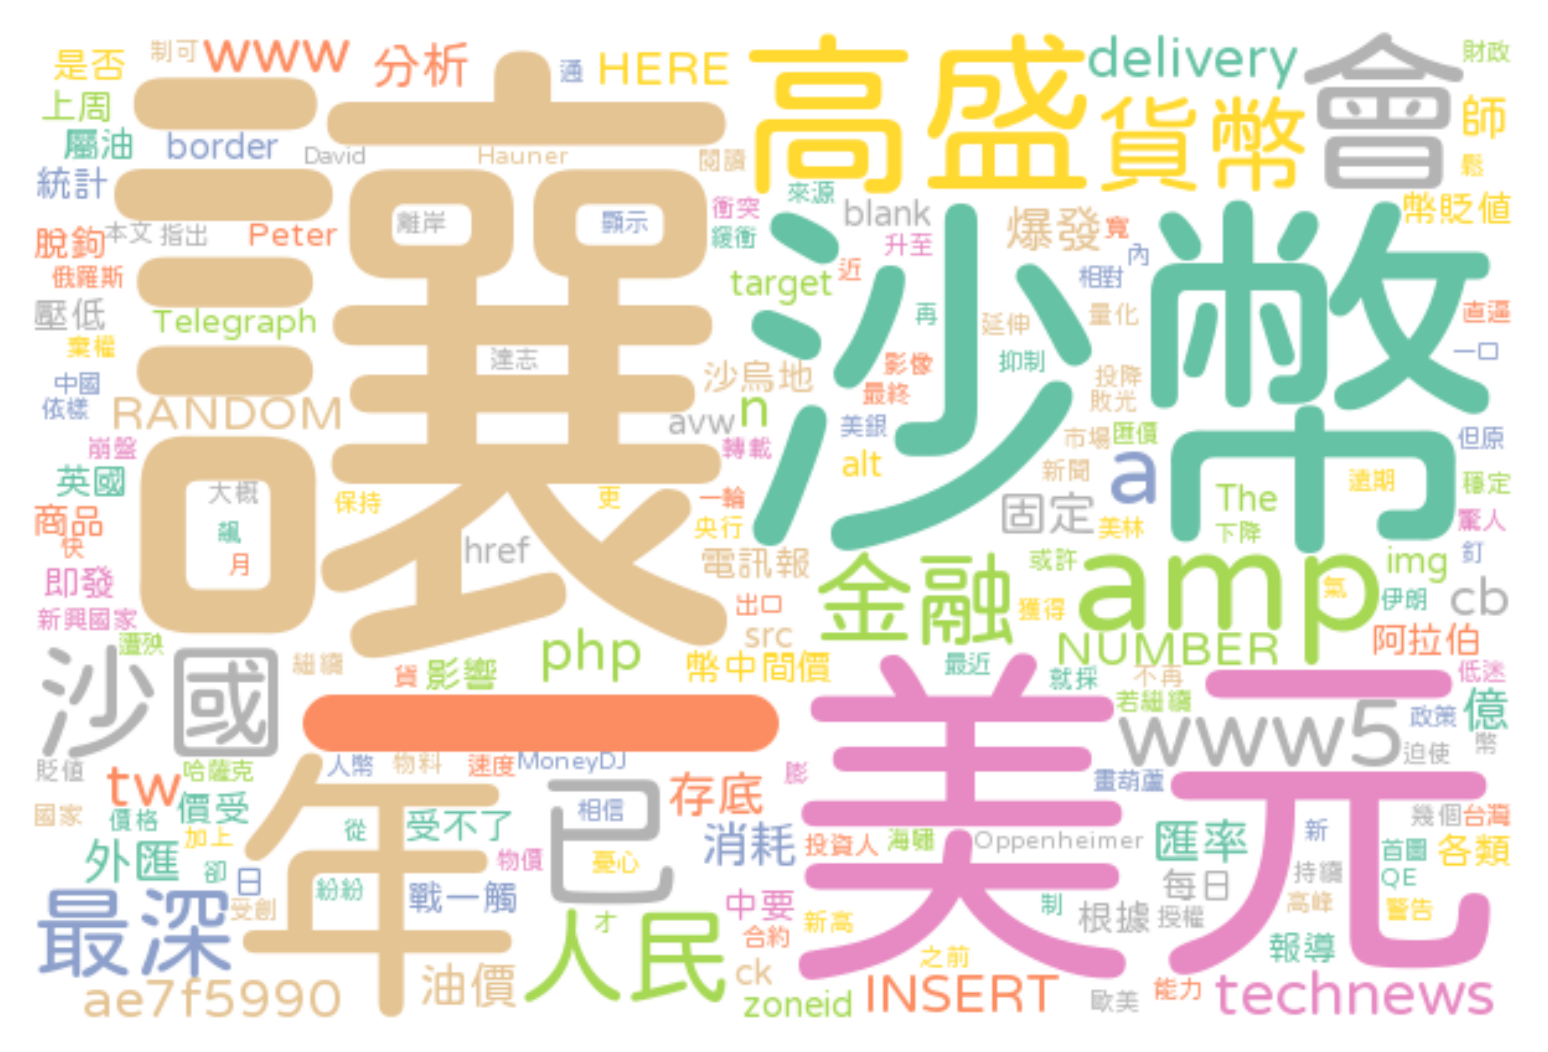 讓
沙幣
美元
一
年
高盛
amp
會
沙國
已
金融
人民
最深
貨幣
www5
www
制可
是否
分析
通
HERE
delivery
財政
上周
師
屬油
border
David
Hauner
閱讀
鬆
統計
來源
衝突
blank
爆發
寬
幣貶值
離岸
顯示
脫鉤
本文
指出
Peter
緩衝
升至
內
俄羅斯
target
近
相對
壓低
Telegraph
再
延伸
量化
直逼
棄權
達志
影像
抑制
一口
中國
沙烏地
最終
投降
敗光
依樣
RANDOM
avw
n
美銀
市場
匯價
但原
崩盤
轉載
alt
新聞
a
遠期
穩定
英國
大概
保持
更
一輪
固定
The
商品
飆
央行
美林
下降
驚人
快
月
href
電訊報
或許
img
釘
即發
氣
伊朗
cb
新興國家
出口
獲得
src
NUMBER
阿拉伯
遭殃
繼續
貨
影響
php
幣中間價
最近
就採
不再
低迷
若繼續
政策
億
貶值
tw
哈薩克
人幣
物料
速度
MoneyDJ
膨
迫使
幣
畫葫蘆
國家
價格
價受
加上
從
受不了
相信
存底
消耗
投資人
海嘯
Oppenheimer
匯率
新
幾個
台灣
外匯
卻
日
物價
憂心
首圖
各類
QE
受創
紛紛
戰一觸
才
中要
新高
制
每日
持續
高峰
警告
合約
根據
授權
報導
ae7f5990
油價
ck
zoneid
之前
INSERT
歐美
能力
technews